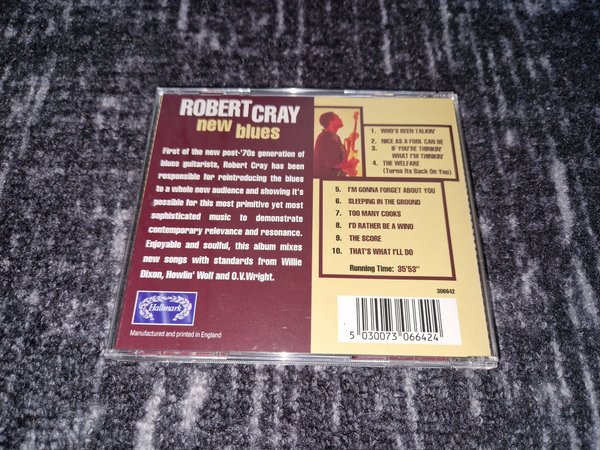 ROBERT CRAY
new blues
First of the new post-'70s generation of
blues guitarists, Robert Cray has been
responsible for reintroducing the blues
to a whole new audience and showing it's
possible for this most primitive yet most
sophisticated music to demonstrate
contemporary relevance and resonance.
Enjoyable and soulful, this album mixes
new songs with standards from Willie
Dixon, Howlin' Wolf and O.V.Wright.
Hallmark
Manufactured and printed in England
1. WHO'S BEEN TALKIN'
2. NICE AS A FOOL CAN BE
3. IF YOU'RE THINKIN'
WHAT I'M THINKIN'
4. THE WELFARE
(Turns Its Back On You)
5. I'M GONNA FORGET ABOUT YOU
6. SLEEPING IN THE GROUND
7. TOO MANY COOKS
8. I'D RATHER BE A WINO
9. THE SCORE
10. THAT'S WHAT I'LL DO
Running Time: 35'53"
306642
5 030073 066424